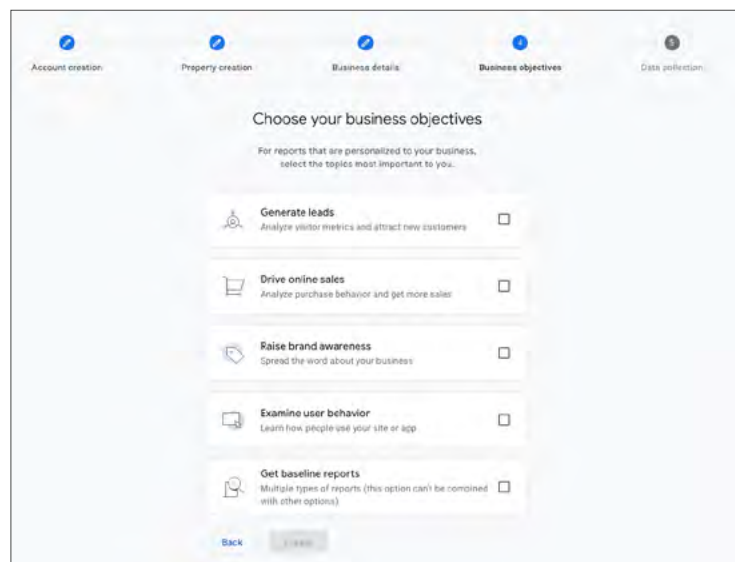 4
5
Account creation
Property creation
Business details
Business objectives
Data collection
Choose your business objectives
For reports that are personalized to your business,
select the topics most important to you.
Generate leads
Analyze visitor metrics and attract new customers
Drive online sales
Analyze purchase behavior and get more sales
Raise brand awareness
Spread the word about your business
Examine user behavior
Learn how people use your site or app
Get baseline reports
Multiple types of reports (this option can't be combined
with other options)
Back
Create